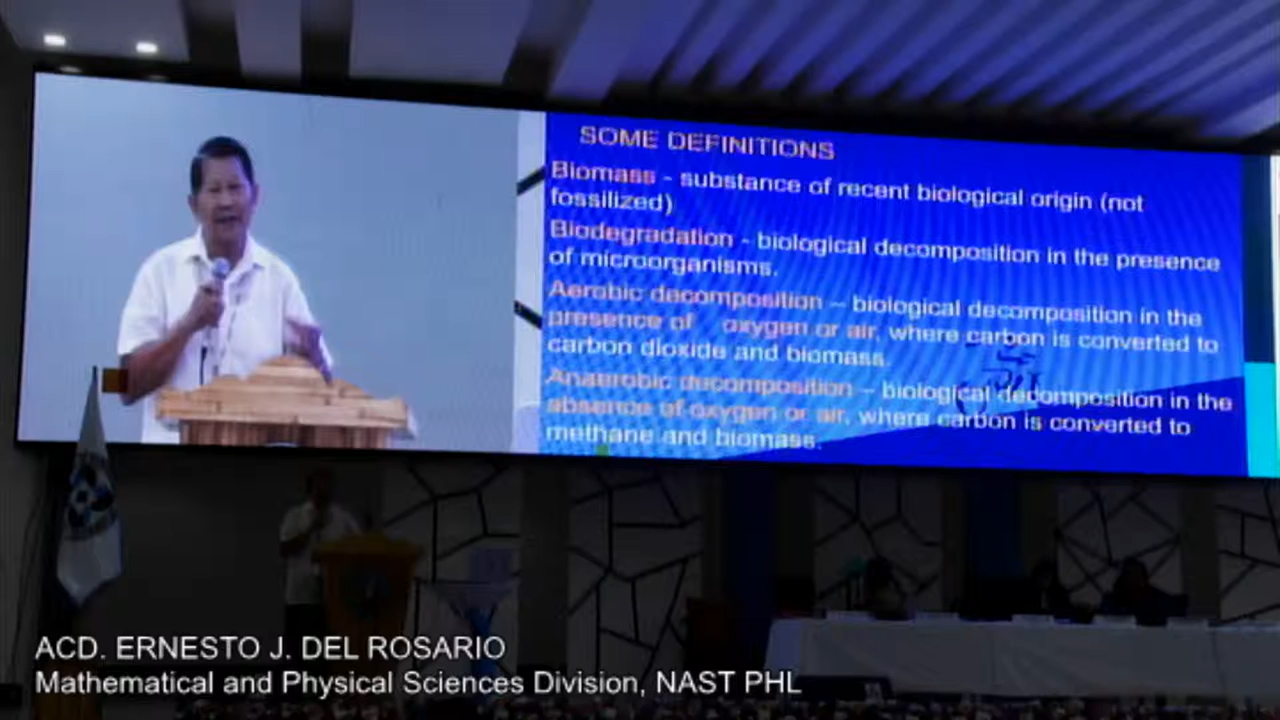 SOME DEFINITIONS
Biomass - substance of recent biological origin (not
fossilized)
Biodegradation - biological decomposition in the presence
of microorganisms.
Aerobic decomposition – biological decomposition in the
presence of oxygen or air, where carbon is converted to
carbon dioxide and biomass.
Anaerobic decomposition – biological decomposition in the
absence of oxygen or air, where carbon is converted to
methane and biomass.
ACD. ERNESTO J. DEL ROSARIO
Mathematical and Physical Sciences Division, NAST PHL